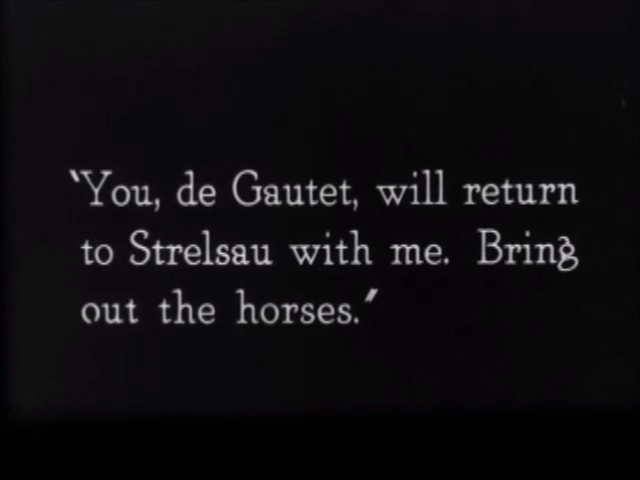 "You, de Gautet, will return
to Strelsau with me. Bring
out the horses."